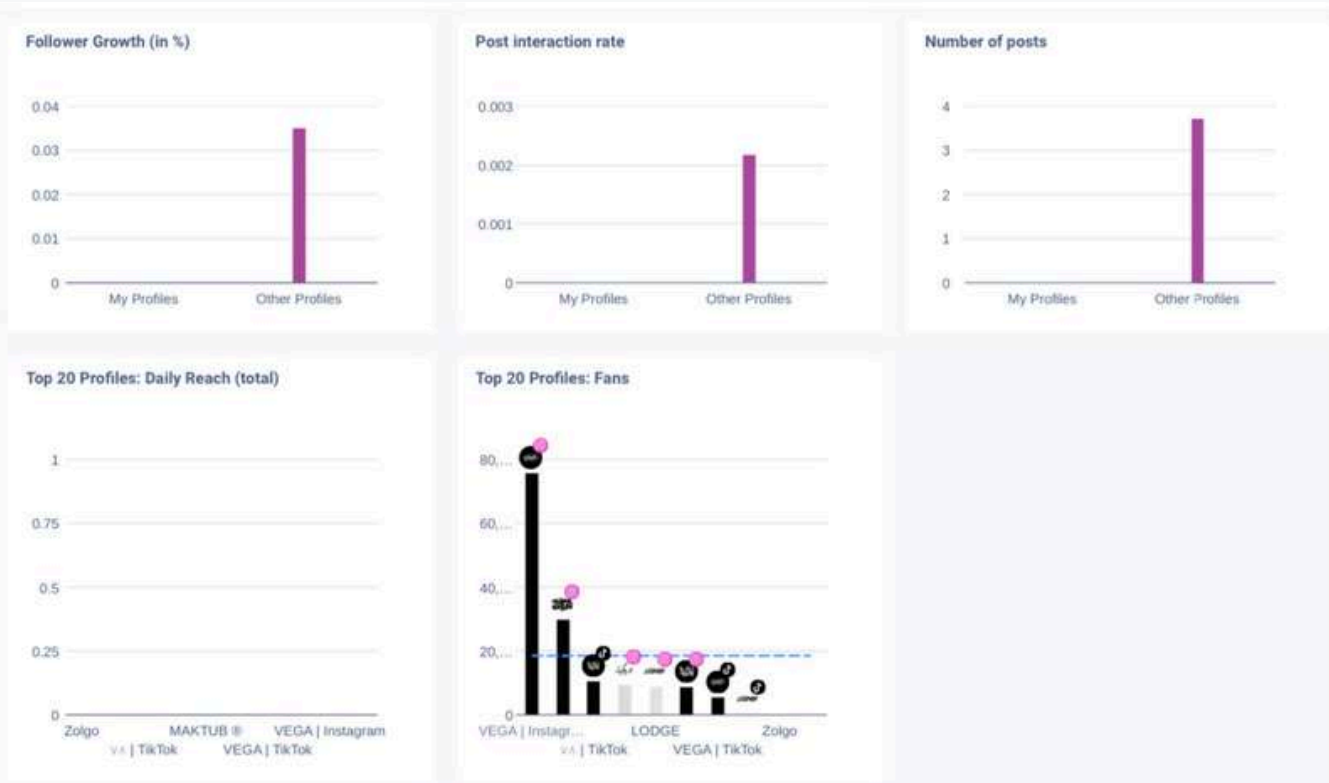 Follower Growth (in %)
0.04
0.03
0.02
0.01
0
My Profiles Other Profiles
Post interaction rate
0.003
0.002
0.001
0
My Profiles Other Profiles
Number of posts
4
3
2
1
0
My Profiles Other Profiles
Top 20 Profiles: Daily Reach (total)
1
0.75
0.5
0.25
0
Zolgo MAKTUB ® VEGA | Instagram
| TikTok VEGA | TikTok
Top 20 Profiles: Fans
80,...
60,...
40,...
20,...
0
VEGA | Instagr... LODGE Zolgo
| TikTok VEGA | TikTok